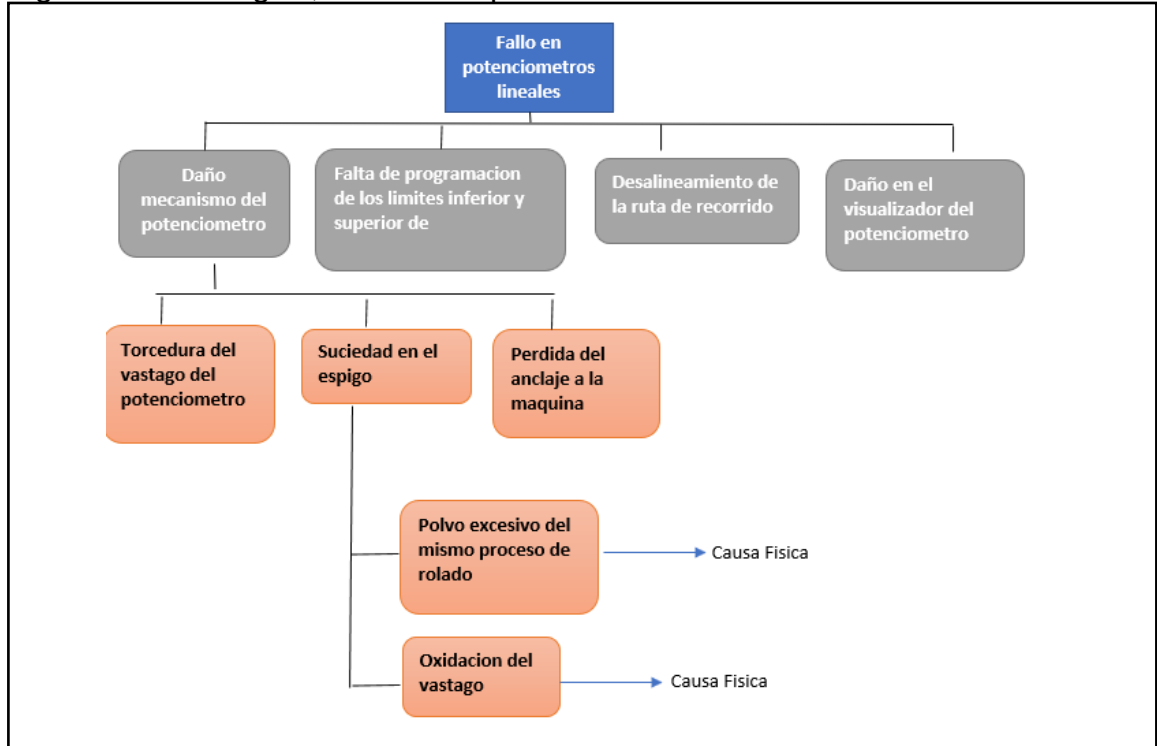 Fallo en
potenciometros
lineales
Daño
mecanismo del
potenciometro
Falta de programacion
de los limites inferior y
superior de
Desalineamiento de
la ruta de recorrido
Daño en el
visualizador del
potenciometro
Torcedura del
vastago del
potenciometro
Suciedad en el
espigo
Perdida del
anclaje a la
maquina
Polvo excesivo del
mismo proceso de
rolado
Causa Fisica
Oxidacion del
vastago
Causa Fisica